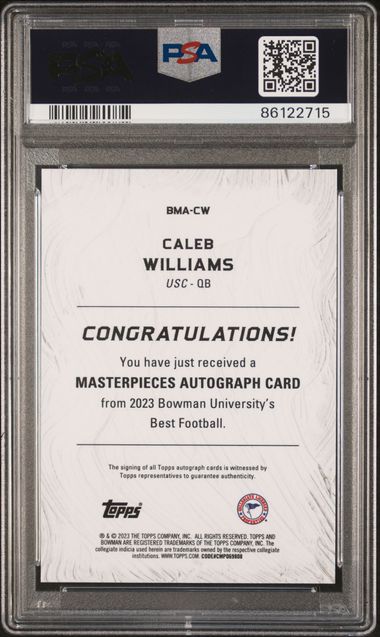 PSA
86122715
BMA-CW
CALEB
WILLIAMS
USC - QB
CONGRATULATIONS!
You have just received a
MASTERPIECES AUTOGRAPH CARD
from 2023 Bowman University's
Best Football.
The signing of all Topps autograph cards is witnessed by
Topps representatives to guarantee authenticity.
Topps
® & © 2023 THE TOPPS COMPANY, INC. ALL RIGHTS RESERVED. TOPPS AND
BOWMAN ARE REGISTERED TRADEMARKS OF THE TOPPS COMPANY, INC. The
collegiate indicia used herein are trademarks owned by the respective collegiate
institutions. WWW.TOPPS.COM. CODE#CMP069808